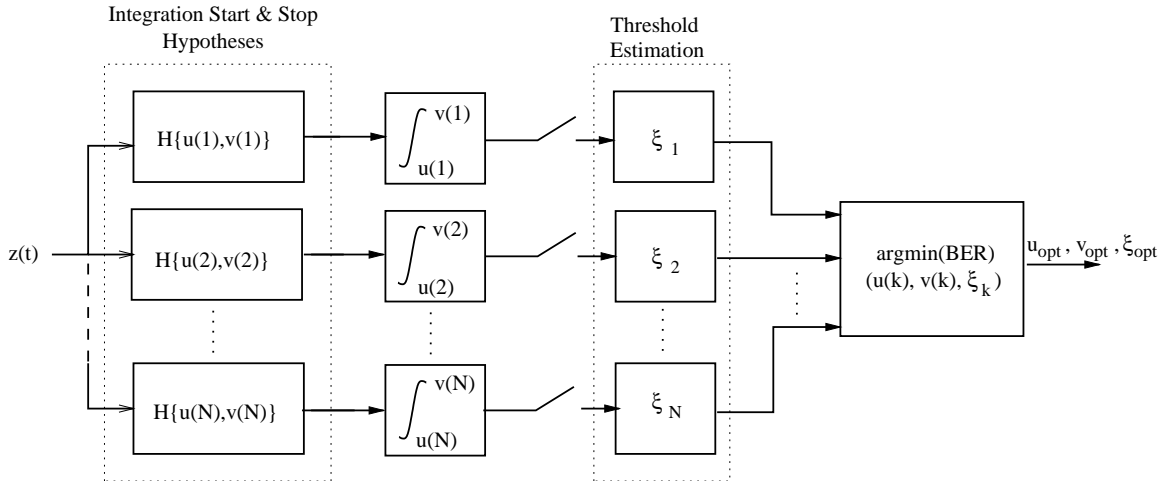 Integration Start & Stop
Hypotheses
Threshold
Estimation
z(t)
H{u(1),v(1)}
v(1)
u(1)
ξ 1
H{u(2),v(2)}
v(2)
u(2)
ξ 2
H{u(N),v(N)}
v(N)
u(N)
ξ N
argmin(BER)
(u(k), v(k), ξ k )
u opt , v opt , ξ opt